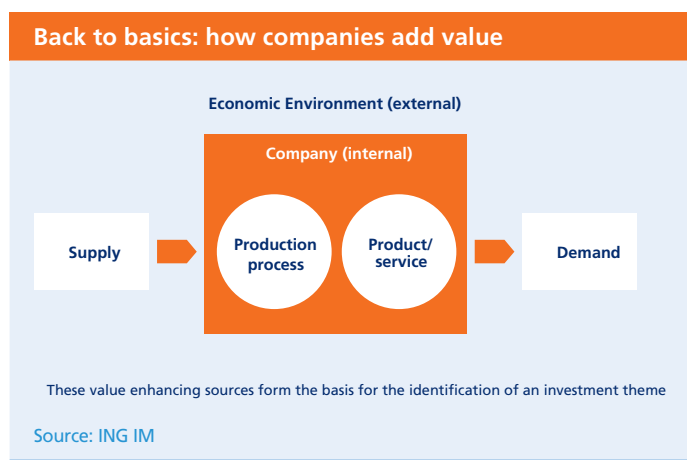 Back to basics: how companies add value
Economic Environment (external)
Company (internal)
Supply
Production
process
Product/
service
Demand
These value enhancing sources form the basis for the identification of an investment theme
Source: ING IM